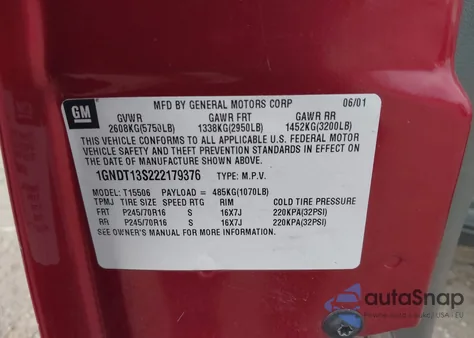 GM
MFD BY GENERAL MOTORS CORP 06/01
GVWR GAWR FRT GAWR RR
2608KG(5750LB) 1338KG(2950LB) 1452KG(3200LB)
THIS VEHICLE CONFORMS TO ALL APPLICABLE U.S. FEDERAL MOTOR
VEHICLE SAFETY AND THEFT PREVENTION STANDARDS IN EFFECT ON
THE DATE OF MANUFACTURE SHOWN ABOVE.
1GNDT13S222179376 TYPE: M.P.V.
MODEL: T15506 PAYLOAD = 485KG(1070LB)
TPMJ TIRE SIZE SPEED RTG RIM COLD TIRE PRESSURE
FRT P245/70R16 S 16X7J 220KPA(32PSI)
RR P245/70R16 S 16X7J 220KPA(32PSI)
SEE OWNER'S MANUAL FOR MORE INFORMATION.
autoSnap